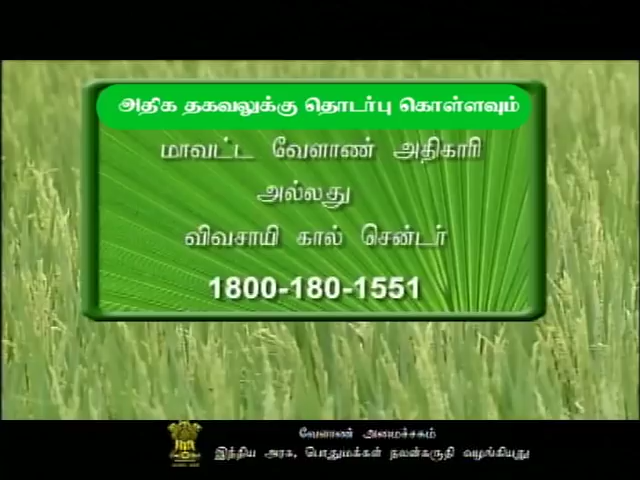 அதிக தகவலுக்கு தொடர்பு கொள்ளவும்
மாவட்ட வேளாண் அதிகாரி
அல்லது
விவசாயி கால் சென்டர்
1800-180-1551
வேளாண் அமைச்சகம்
இந்திய அரசு, பொதுமக்கள் நலன்கருதி வழங்கியது